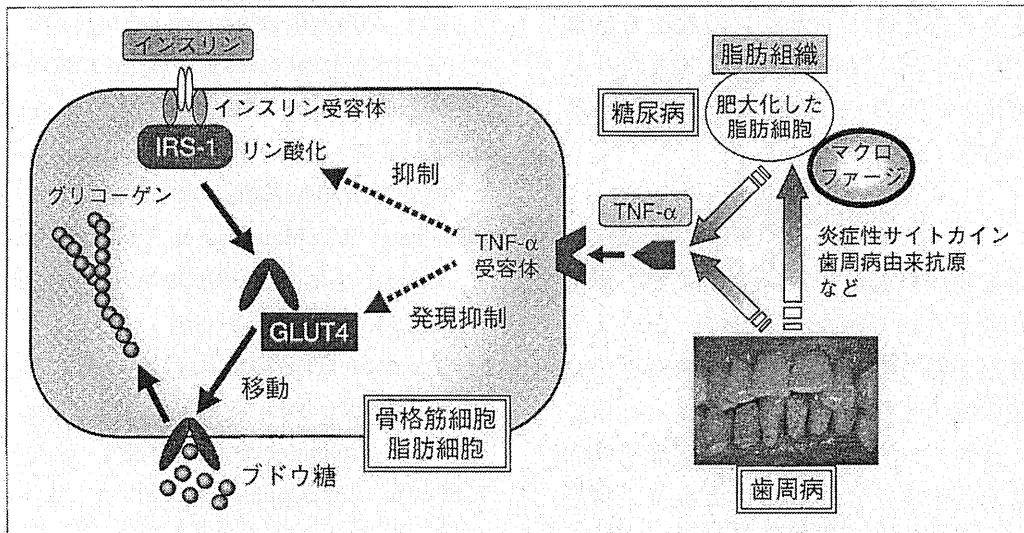 インスリン
インスリン受容体
IRS-1
リン酸化
グリコーゲン
抑制
TNF-α
受容体
発現抑制
GLUT4
移動
骨格筋細胞
脂肪細胞
ブドウ糖
脂肪組織
糖尿病
肥大化した
脂肪細胞
マクロ
ファージ
TNF-α
炎症性サイトカイン
歯周病由来抗原
など
歯周病